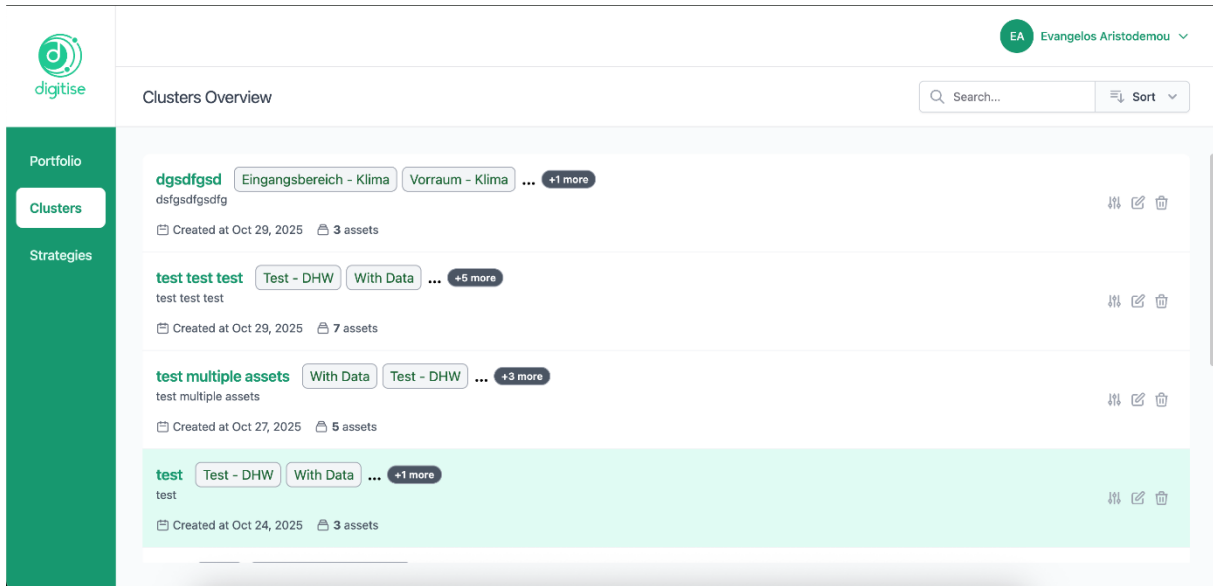 EA Evangelos Aristodemou
digitise
Clusters Overview
Search...
Sort
Portfolio
Clusters
Strategies
dgsdfgsd Eingangsbereich - Klima Vorraum - Klima ... +1 more
dsfgsdfgsdfg
Created at Oct 29, 2025 3 assets
test test test Test - DHW With Data ... +5 more
test test test
Created at Oct 29, 2025 7 assets
test multiple assets With Data Test - DHW ... +3 more
test multiple assets
Created at Oct 27, 2025 5 assets
test Test - DHW With Data ... +1 more
test
Created at Oct 24, 2025 3 assets